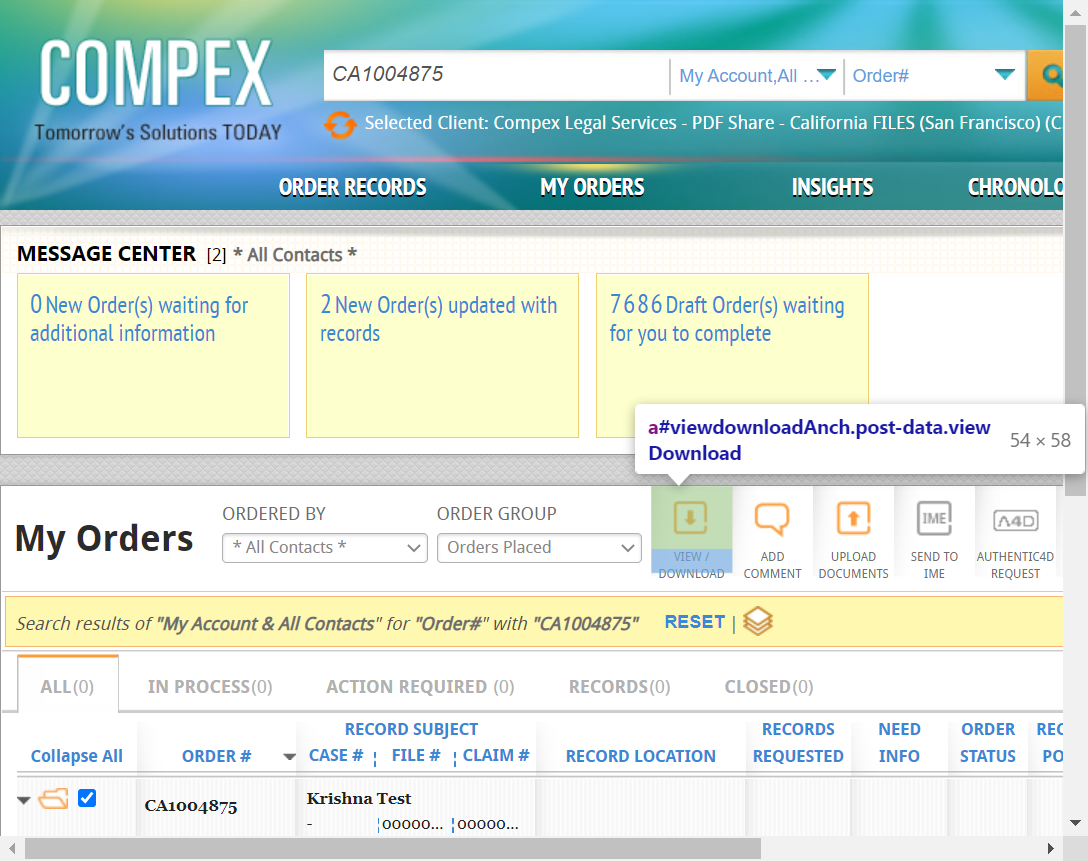 COMPEX
Tomorrow's Solutions TODAY
CA1004875
My Account,All ...
Order#
Selected Client: Compex Legal Services - PDF Share - California FILES (San Francisco) (C
ORDER RECORDS
MY ORDERS
INSIGHTS
CHRONOLO
MESSAGE CENTER [2] * All Contacts *
0 New Order(s) waiting for
additional information
2 New Order(s) updated with
records
7686 Draft Order(s) waiting
for you to complete
a#viewdownloadAnch.post-data.view
Download
54 × 58
My Orders
ORDERED BY
* All Contacts *
ORDER GROUP
Orders Placed
VIEW /
DOWNLOAD
ADD
COMMENT
UPLOAD
DOCUMENTS
IME
SEND TO
IME
A4D
AUTHENTIC4D
REQUEST
Search results of "My Account & All Contacts" for "Order#" with "CA1004875"
RESET |
ALL(0)
IN PROCESS(0)
ACTION REQUIRED (0)
RECORDS(0)
CLOSED(0)
Collapse All
ORDER #
RECORD SUBJECT
CASE # ¦ FILE # ¦ CLAIM #
RECORD LOCATION
RECORDS
REQUESTED
NEED
INFO
ORDER
STATUS
REC
PO
CA1004875
Krishna Test
- ¦00000... ¦00000...